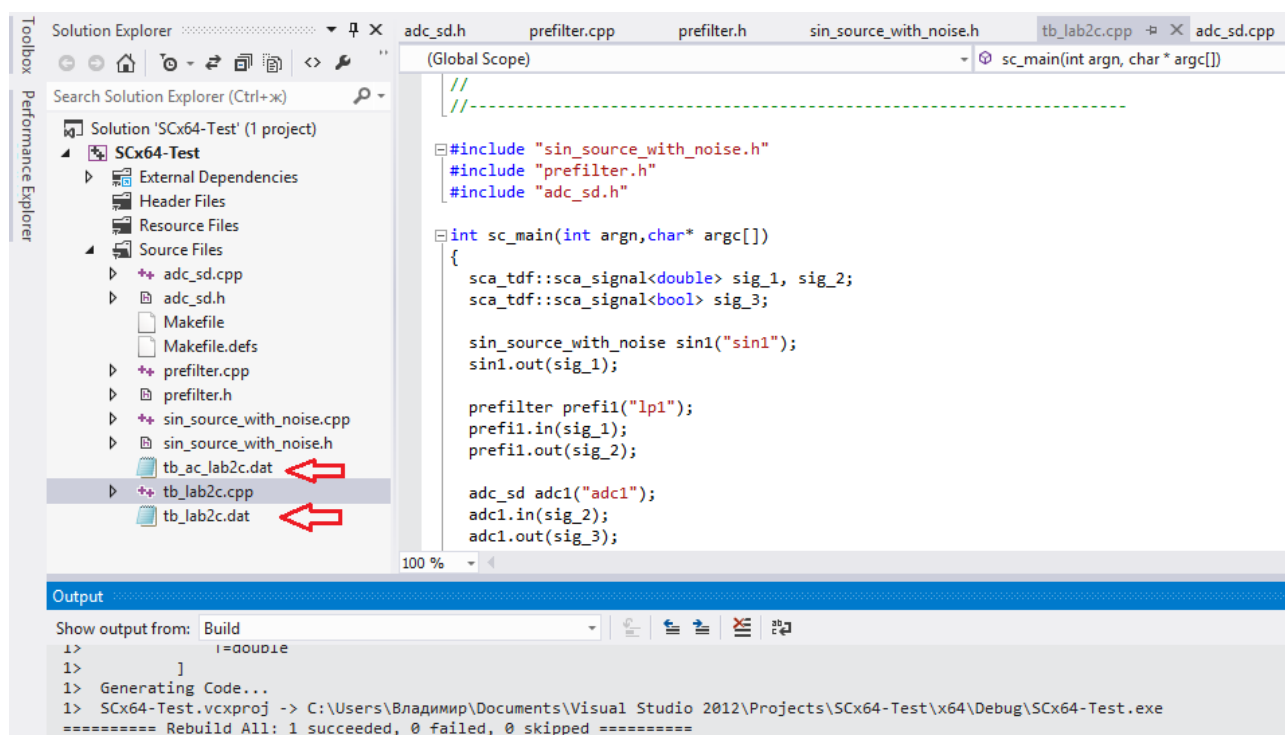 Toolbox
Performance Explorer
Solution Explorer
Search Solution Explorer (Ctrl+ж)
Solution 'SCx64-Test' (1 project)
SCx64-Test
External Dependencies
Header Files
Resource Files
Source Files
adc_sd.cpp
adc_sd.h
Makefile
Makefile.defs
prefilter.cpp
prefilter.h
sin_source_with_noise.cpp
sin_source_with_noise.h
tb_ac_lab2c.dat
tb_lab2c.cpp
tb_lab2c.dat
adc_sd.h prefilter.cpp prefilter.h sin_source_with_noise.h tb_lab2c.cpp adc_sd.cpp
(Global Scope) sc_main(int argn, char * argc[])
//
//----------------------------------------------------------------------
#include "sin_source_with_noise.h"
#include "prefilter.h"
#include "adc_sd.h"
int sc_main(int argn,char* argc[])
{
sca_tdf::sca_signal<double> sig_1, sig_2;
sca_tdf::sca_signal<bool> sig_3;
sin_source_with_noise sin1("sin1");
sin1.out(sig_1);
prefilter prefi1("lp1");
prefi1.in(sig_1);
prefi1.out(sig_2);
adc_sd adc1("adc1");
adc1.in(sig_2);
adc1.out(sig_3);
100 %
Output
Show output from: Build
1> T=double
1> ]
1> Generating Code...
1> SCx64-Test.vcxproj -> C:\Users\Владимир\Documents\Visual Studio 2012\Projects\SCx64-Test\x64\Debug\SCx64-Test.exe
========== Rebuild All: 1 succeeded, 0 failed, 0 skipped ==========